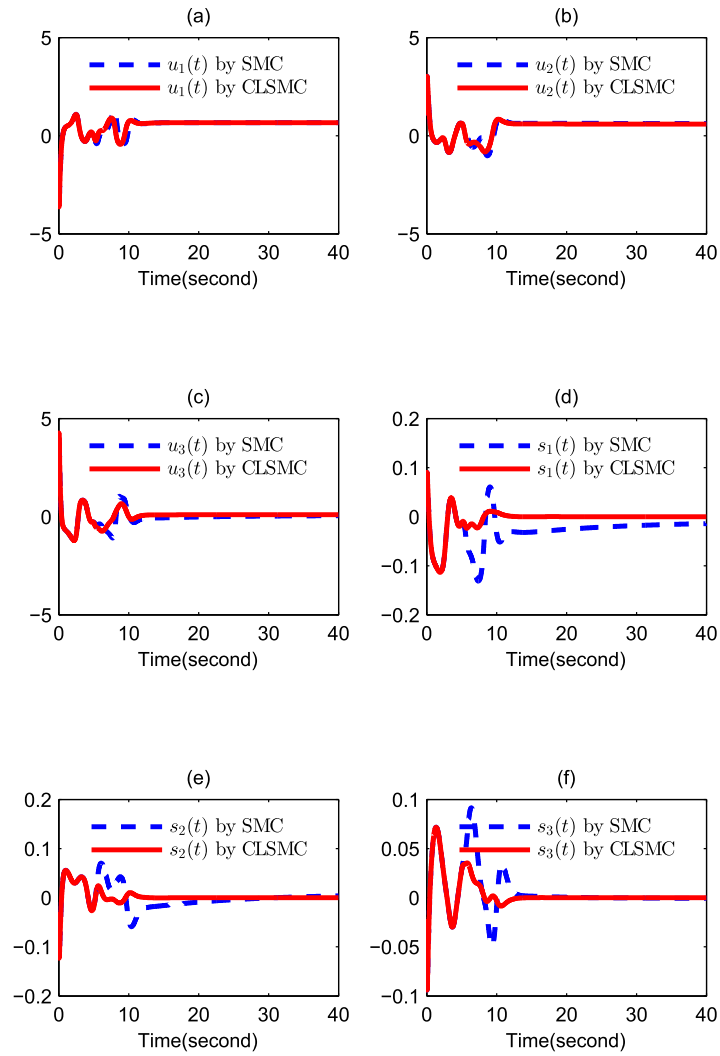 (a)
5
u₁(t) by SMC
u₁(t) by CLSMC
0
−5
0 10 20 30 40
Time(second)
(b)
5
u₂(t) by SMC
u₂(t) by CLSMC
0
−5
0 10 20 30 40
Time(second)
(c)
5
u₃(t) by SMC
u₃(t) by CLSMC
0
−5
0 10 20 30 40
Time(second)
(d)
0.2
s₁(t) by SMC
s₁(t) by CLSMC
0.1
0
−0.1
−0.2
0 10 20 30 40
Time(second)
(e)
0.2
s₂(t) by SMC
s₂(t) by CLSMC
0.1
0
−0.1
−0.2
0 10 20 30 40
Time(second)
(f)
0.1
s₃(t) by SMC
s₃(t) by CLSMC
0.05
0
−0.05
−0.1
0 10 20 30 40
Time(second)